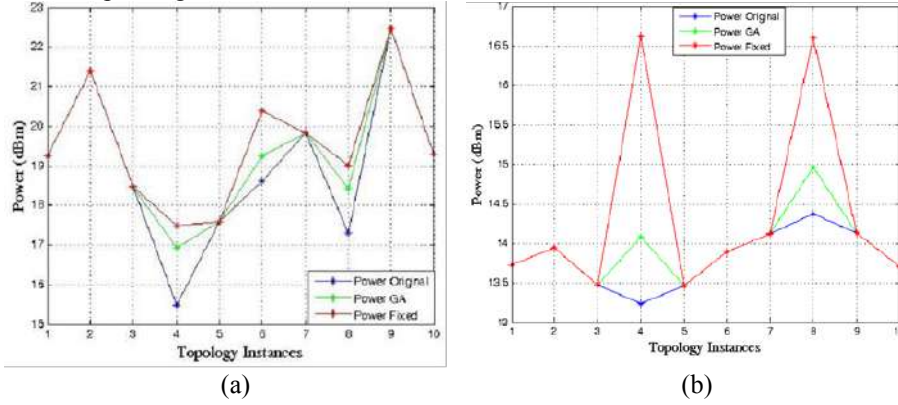 23
22
21
20
19
18
17
16
15
Power (dBm)
1 2 3 4 5 6 7 8 9 10
Topology Instances
Power Original
Power GA
Power Fixed
(a)
17
16.5
16
15.5
15
14.5
14
13.5
13
Power (dBm)
1 2 3 4 5 6 7 8 9 1
Topology Instances
Power Orignal
Power GA
Power Fixed
(b)